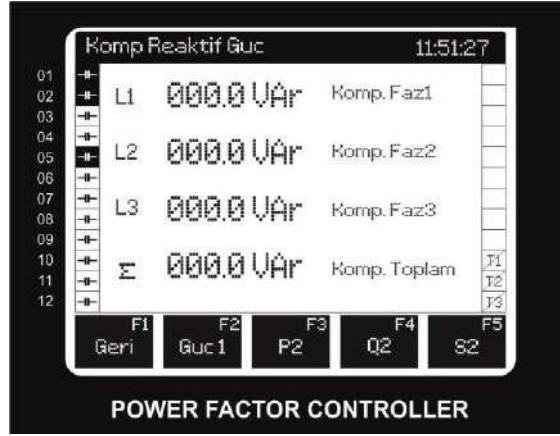 Komp Reaktif Guc 11:51:27
01
02
03
04
05
06
07
08
09
10
11
12
L1 000.0 VAr Komp. Faz1
L2 000.0 VAr Komp. Faz2
L3 000.0 VAr Komp. Faz3
Σ 000.0 VAr Komp. Toplam
T1
T2
T3
F1 F2 F3 F4 F5
Geri Guc1 P2 Q2 S2
POWER FACTOR CONTROLLER